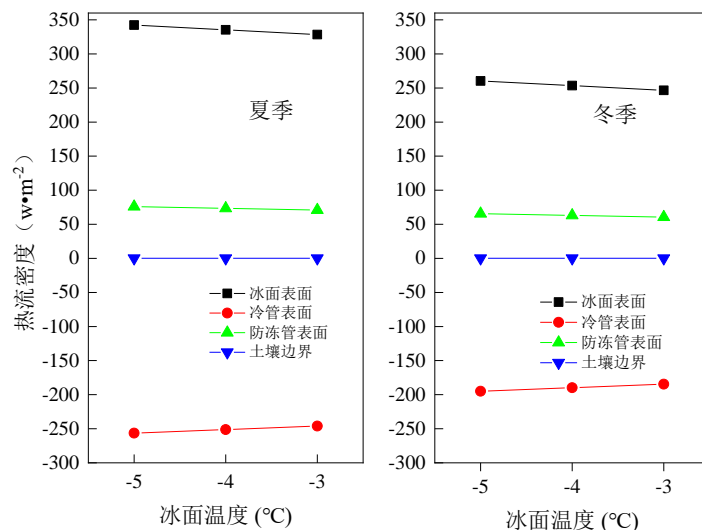 350
300
250
200
150
100
50
0
-50
-100
-150
-200
-250
-300
热流密度（w•m-2）
夏季
冰面表面
冷管表面
防冻管表面
土壤边界
-5 -4 -3
冰面温度 (℃)
350
300
250
200
150
100
50
0
-50
-100
-150
-200
-250
-300
冬季
冰面表面
冷管表面
防冻管表面
土壤边界
-5 -4 -3
冰面温度 (℃)